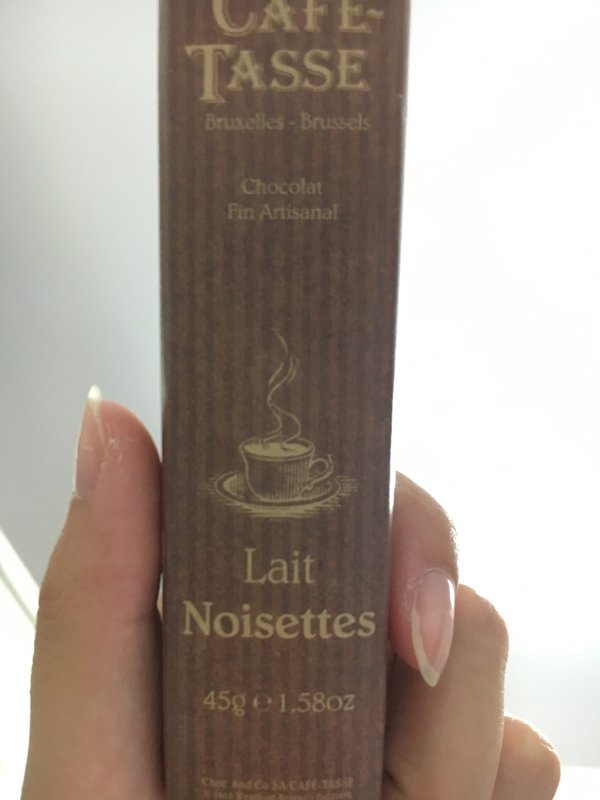 CAFÉ-
TASSE
Bruxelles - Brussels
Chocolat
Fin Artisanal
Lait
Noisettes
45g e 1.58oz
Choc And Co SA/CAFÉ-TASSE